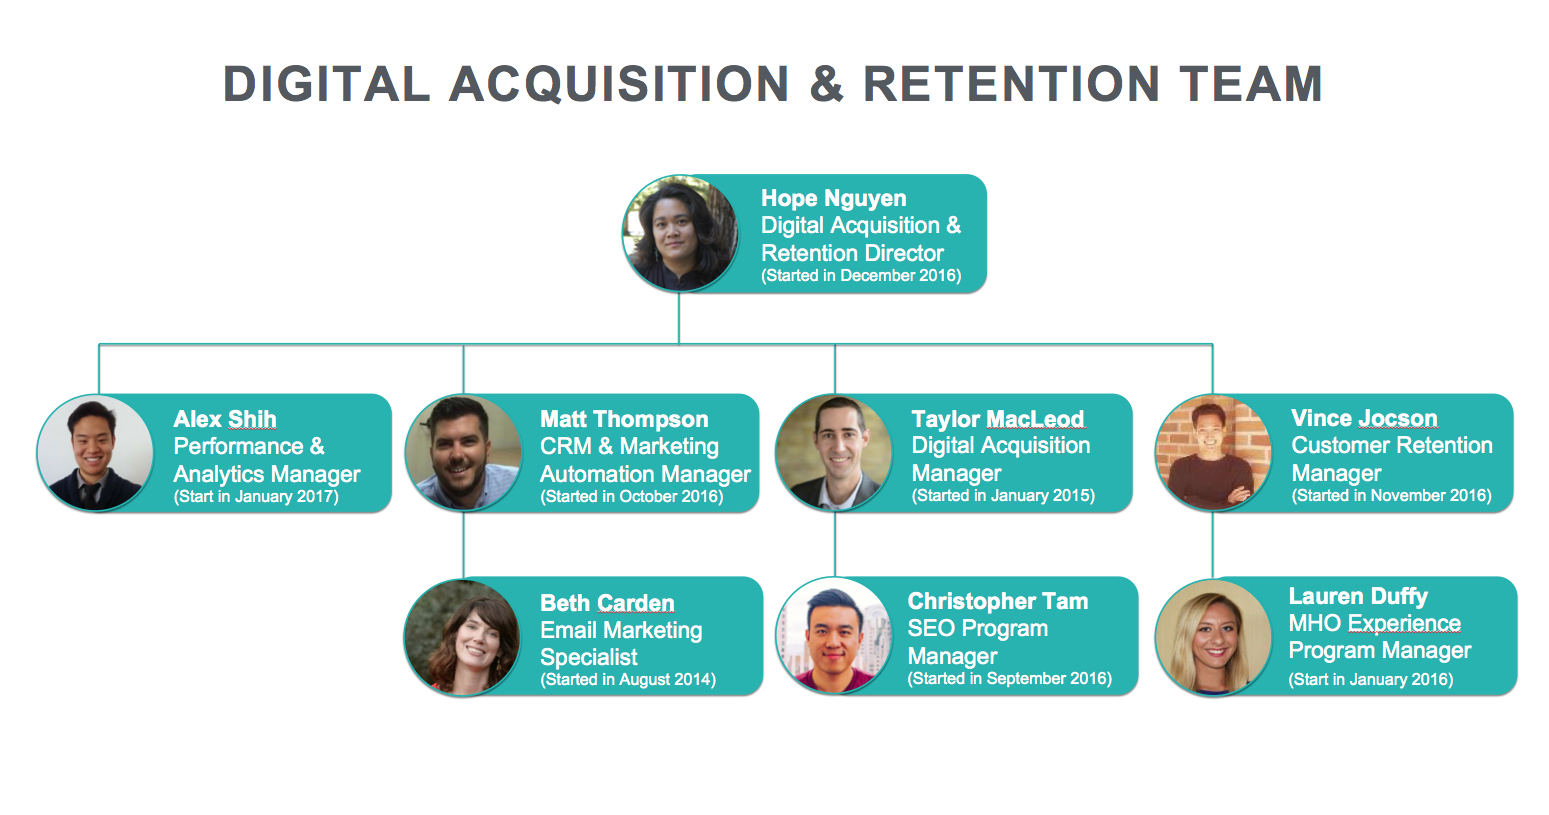 DIGITAL ACQUISITION & RETENTION TEAM
Hope Nguyen
Digital Acquisition &
Retention Director
(Started in December 2016)
Alex Shih
Performance &
Analytics Manager
(Start in January 2017)
Matt Thompson
CRM & Marketing
Automation Manager
(Started in October 2016)
Taylor MacLeod
Digital Acquisition
Manager
(Started in January 2015)
Vince Jocson
Customer Retention
Manager
(Started in November 2016)
Beth Carden
Email Marketing
Specialist
(Started in August 2014)
Christopher Tam
SEO Program
Manager
(Started in September 2016)
Lauren Duffy
MHO Experience
Program Manager
(Start in January 2016)